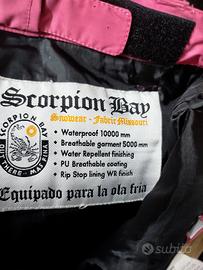 Scorpion Bay
Snowear - Fabric Missouri
SCORPION BAY
• Waterproof 10000 mm
• Breathable garment 5000 mm
• Water Repellent finishing
• PU Breathable coating
• Rip Stop lining WR finish
Equipado para la ola fria
subito